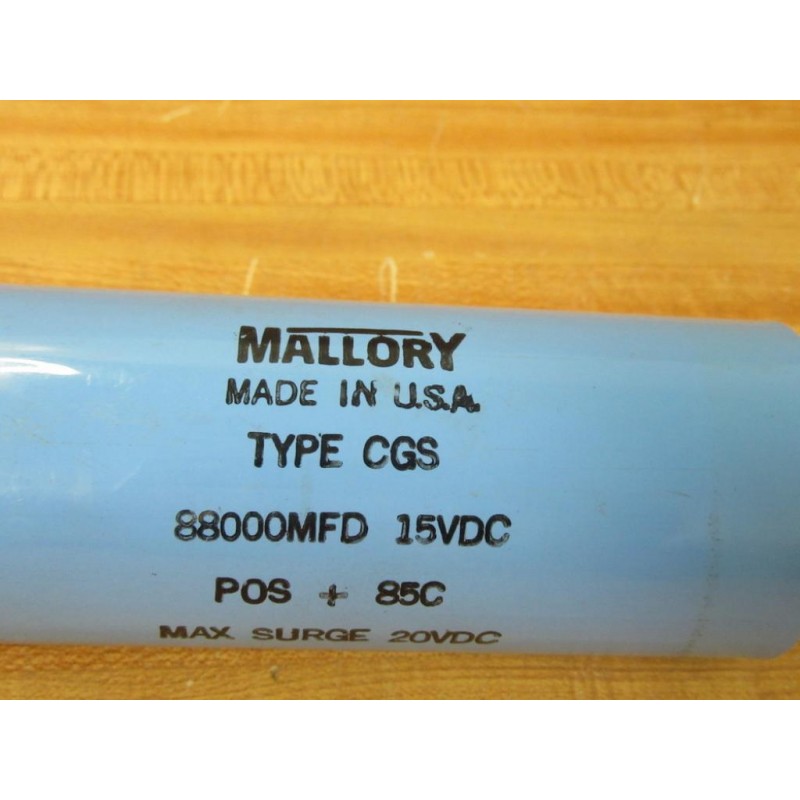 MALLORY
MADE IN U.S.A.
TYPE CGS
88000MFD 15VDC
POS + 85C
MAX SURGE 20VDC